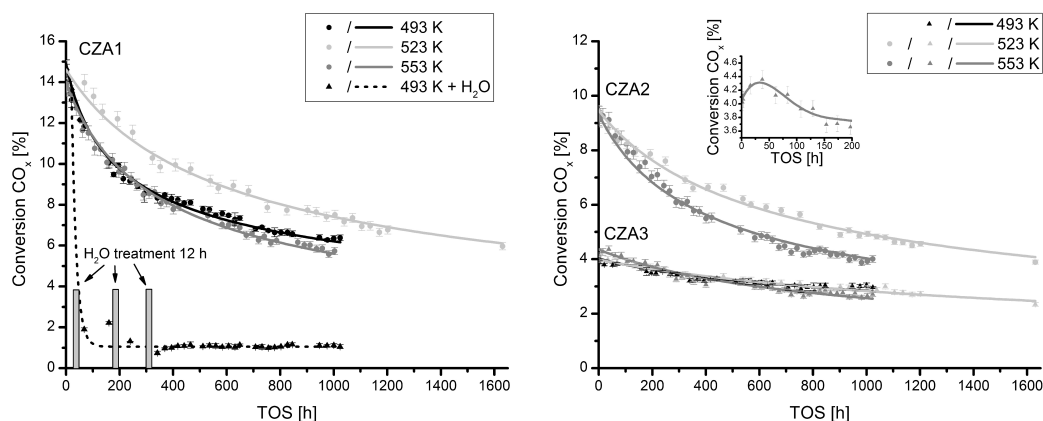 CZA1
/ 493 K
/ 523 K
/ 553 K
/ 493 K + H₂O
H₂O treatment 12 h
Conversion COₓ [%]
0
2
4
6
8
10
12
14
16
0 200 400 600 800 1000 1200 1400 1600
TOS [h]
/ 493 K
/ / 523 K
/ / 553 K
CZA2
CZA3
Conversion COₓ [%]
3.6
3.8
4.0
4.2
4.4
4.6
0 50 100 150 200
TOS [h]
Conversion COₓ [%]
0
2
4
6
8
10
12
0 200 400 600 800 1000 1200 1400 1600
TOS [h]